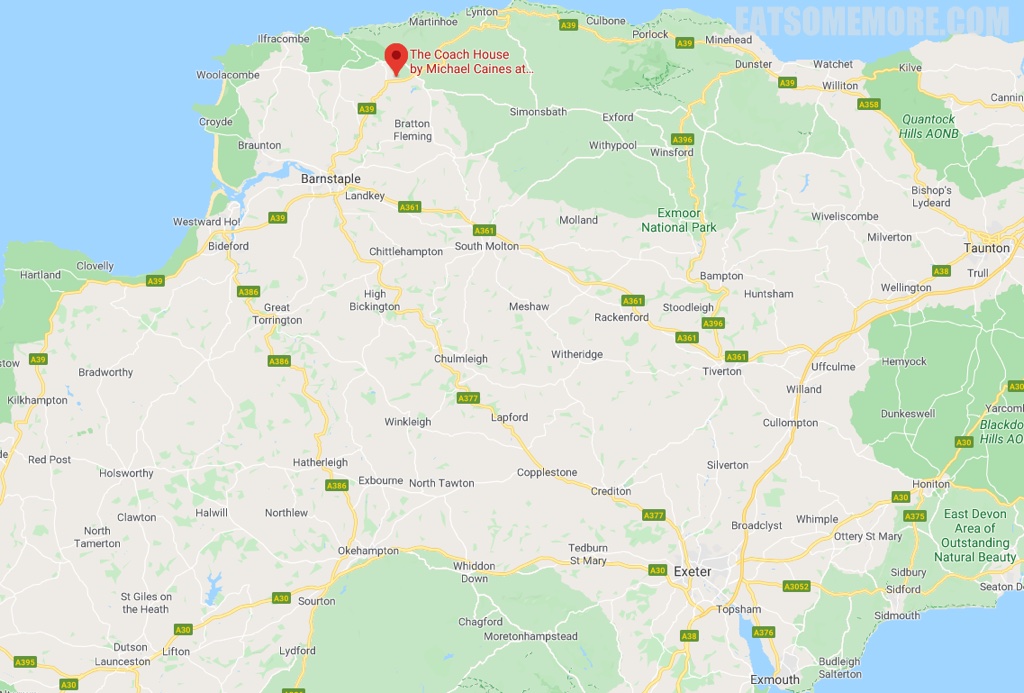 EATSOMEMORE.COM
Lynton
Martinhoe
A39
Culbone
Porlock
A39
Minehead
Ilfracombe
The Coach House
by Michael Caines at...
Dunster
Watchet
Kilve
Woolacombe
A39
Williton
Cannin
A39
A358
Simonsbath
Exford
Croyde
Bratton
Fleming
Quantock
Hills AONB
Braunton
Withypool
A396
Winsford
Barnstaple
Landkey
Bishop's
Lydeard
A361
Westward Ho!
A39
Molland
Exmoor
National Park
Wiveliscombe
A361
Milverton
Bideford
Chittlehampton
South Molton
Taunton
Hartland
Clovelly
A39
Bampton
A38
Trull
A386
High
Bickington
Great
Torrington
Meshaw
A361
Rackenford
Stoodleigh
Huntsham
Wellington
A396
A361
A39
stow
A386
Chulmleigh
Witheridge
A361
Tiverton
Uffculme
Hemyock
Bradworthy
Willand
A30
Kilkhampton
A377
Dunkeswell
Yarcom
Winkleigh
Lapford
Cullompton
Blackdo
Hills AO
A30
de
Red Post
Holsworthy
Hatherleigh
Copplestone
Silverton
A386
Exbourne
North Tawton
Crediton
Honiton
A30
Clawton
Halwill
Northlew
A377
Broadclyst
Whimple
A375
East Devon
Area of
Outstanding
Natural Beauty
North
Tamerton
Ottery St Mary
Okehampton
Tedburn
St Mary
Whiddon
Down
A30
Exeter
Sidbury
A3052
Sidford
Seaton D
St Giles on
the Heath
A30
Sourton
Topsham
Sidmouth
Chagford
A30
Moretonhampstead
A38
A376
Dutson
Launceston
Lifton
Lydford
A395
Budleigh
Salterton
A30
Exmouth